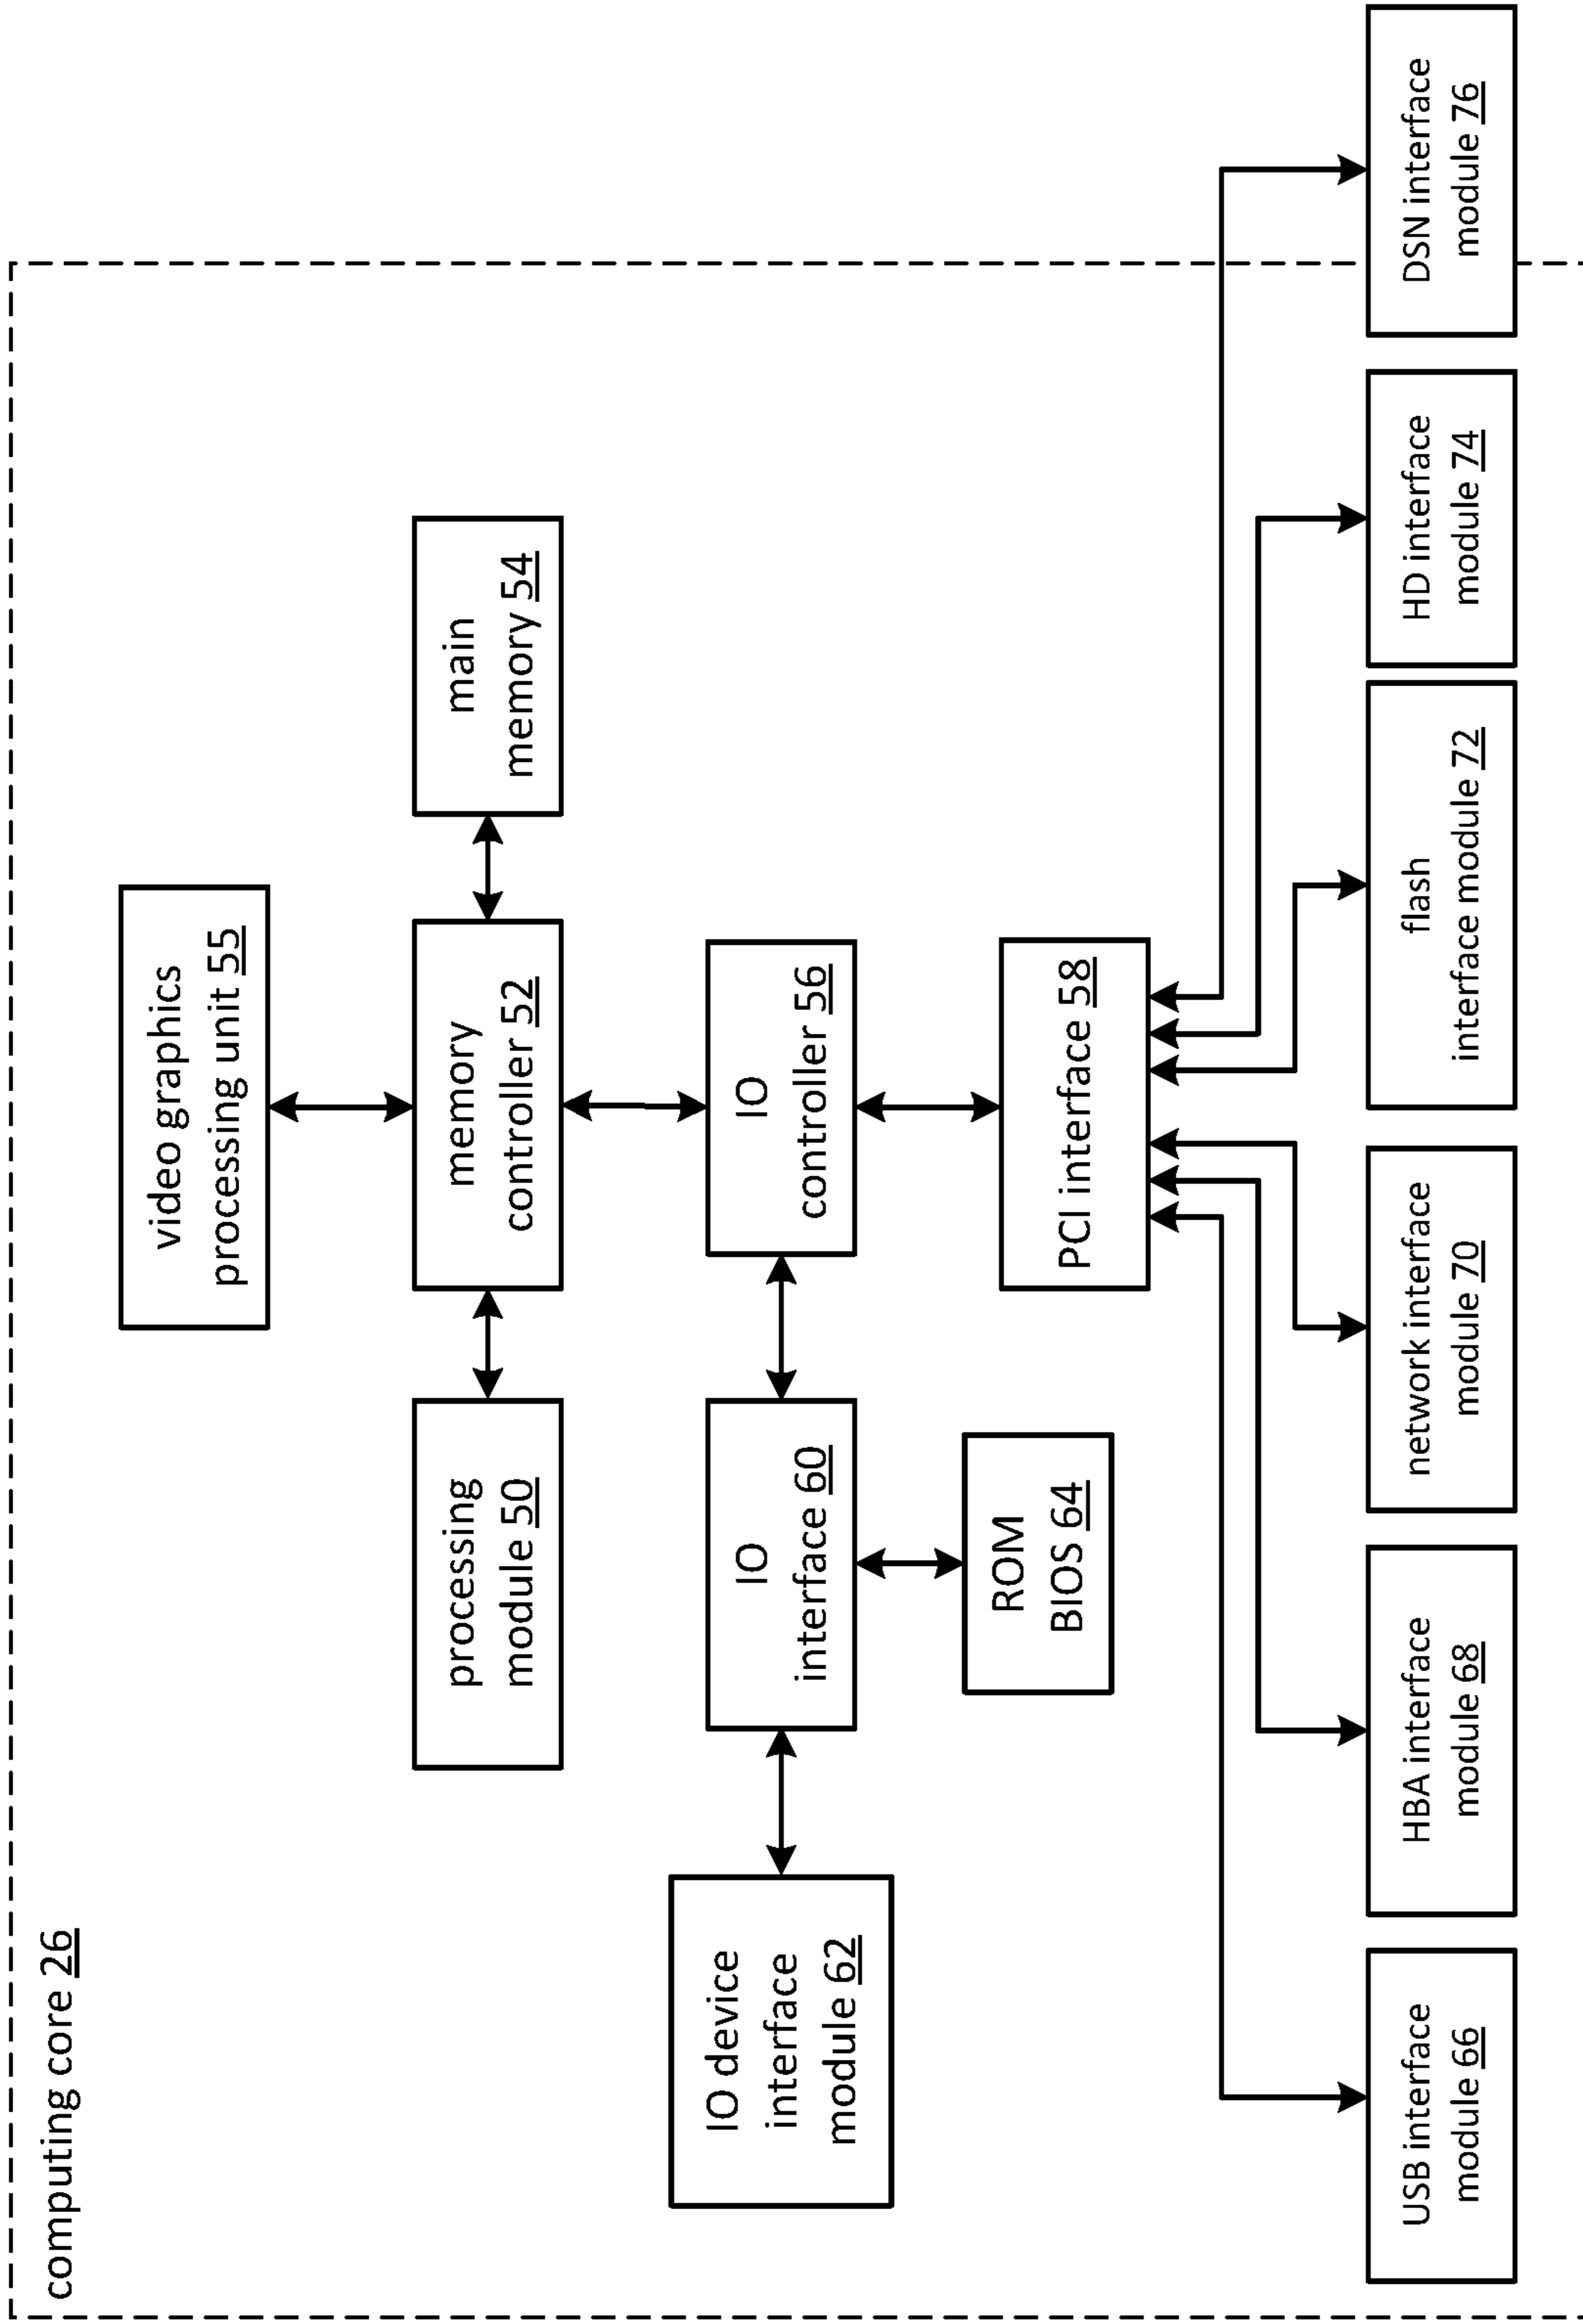 computing core 26
video graphics
processing unit 55
processing
module 50
memory
controller 52
main
memory 54
IO device
interface
module 62
IO
interface 60
IO
controller 56
ROM
BIOS 64
PCI interface 58
USB interface
module 66
HBA interface
module 68
network interface
module 70
flash
interface module 72
HD interface
module 74
DSN interface
module 76